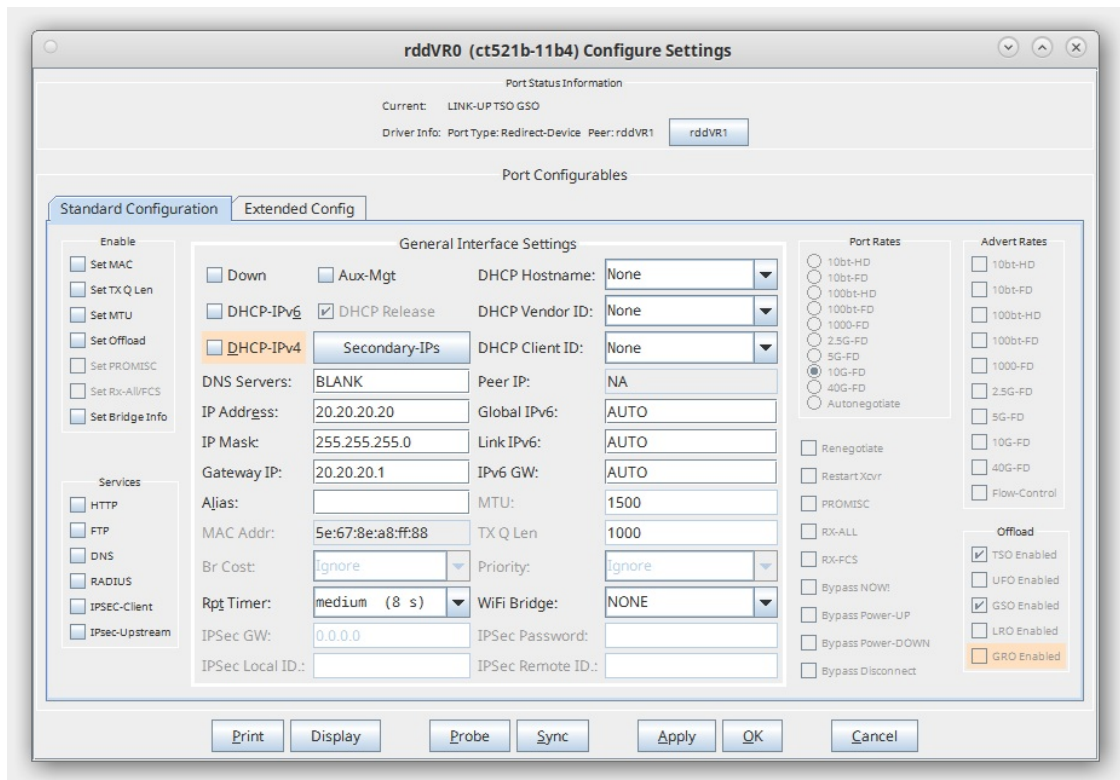 rddVR0 (ct521b-11b4) Configure Settings
Port Status Information
Current: LINK-UP TSO GSO
Driver Info: Port Type: Redirect-Device Peer: rddVR1 rddVR1
Port Configurables
Standard Configuration Extended Config
Enable
Set MAC
Set TX Q Len
Set MTU
Set Offload
Set PROMISC
Set Rx-All/FCS
Set Bridge Info
Services
HTTP
FTP
DNS
RADIUS
IPSEC-Client
IPsec-Upstream
General Interface Settings
Down Aux-Mgt DHCP Hostname: None
DHCP-IPv6 DHCP Release DHCP Vendor ID: None
DHCP-IPv4 Secondary-IPs DHCP Client ID: None
DNS Servers: BLANK Peer IP: NA
IP Address: 20.20.20.20 Global IPv6: AUTO
IP Mask: 255.255.255.0 Link IPv6: AUTO
Gateway IP: 20.20.20.1 IPv6 GW: AUTO
Alias: MTU: 1500
MAC Addr: 5e:67:8e:a8:ff:88 TX Q Len 1000
Br Cost: Ignore Priority: Ignore
Rpt Timer: medium (8 s) WiFi Bridge: NONE
IPSec GW: 0.0.0.0 IPSec Password:
IPSec Local ID.: IPSec Remote ID.:
Port Rates
10bt-HD
10bt-FD
100bt-HD
100bt-FD
1000-FD
2.5G-FD
5G-FD
10G-FD
40G-FD
Autonegotiate
Renegotiate
Restart Xcvr
PROMISC
RX-ALL
RX-FCS
Bypass NOW!
Bypass Power-UP
Bypass Power-DOWN
Bypass Disconnect
Advert Rates
10bt-HD
10bt-FD
100bt-HD
100bt-FD
1000-FD
2.5G-FD
5G-FD
10G-FD
40G-FD
Flow-Control
Offload
TSO Enabled
UFO Enabled
GSO Enabled
LRO Enabled
GRO Enabled
Print Display Probe Sync Apply OK Cancel